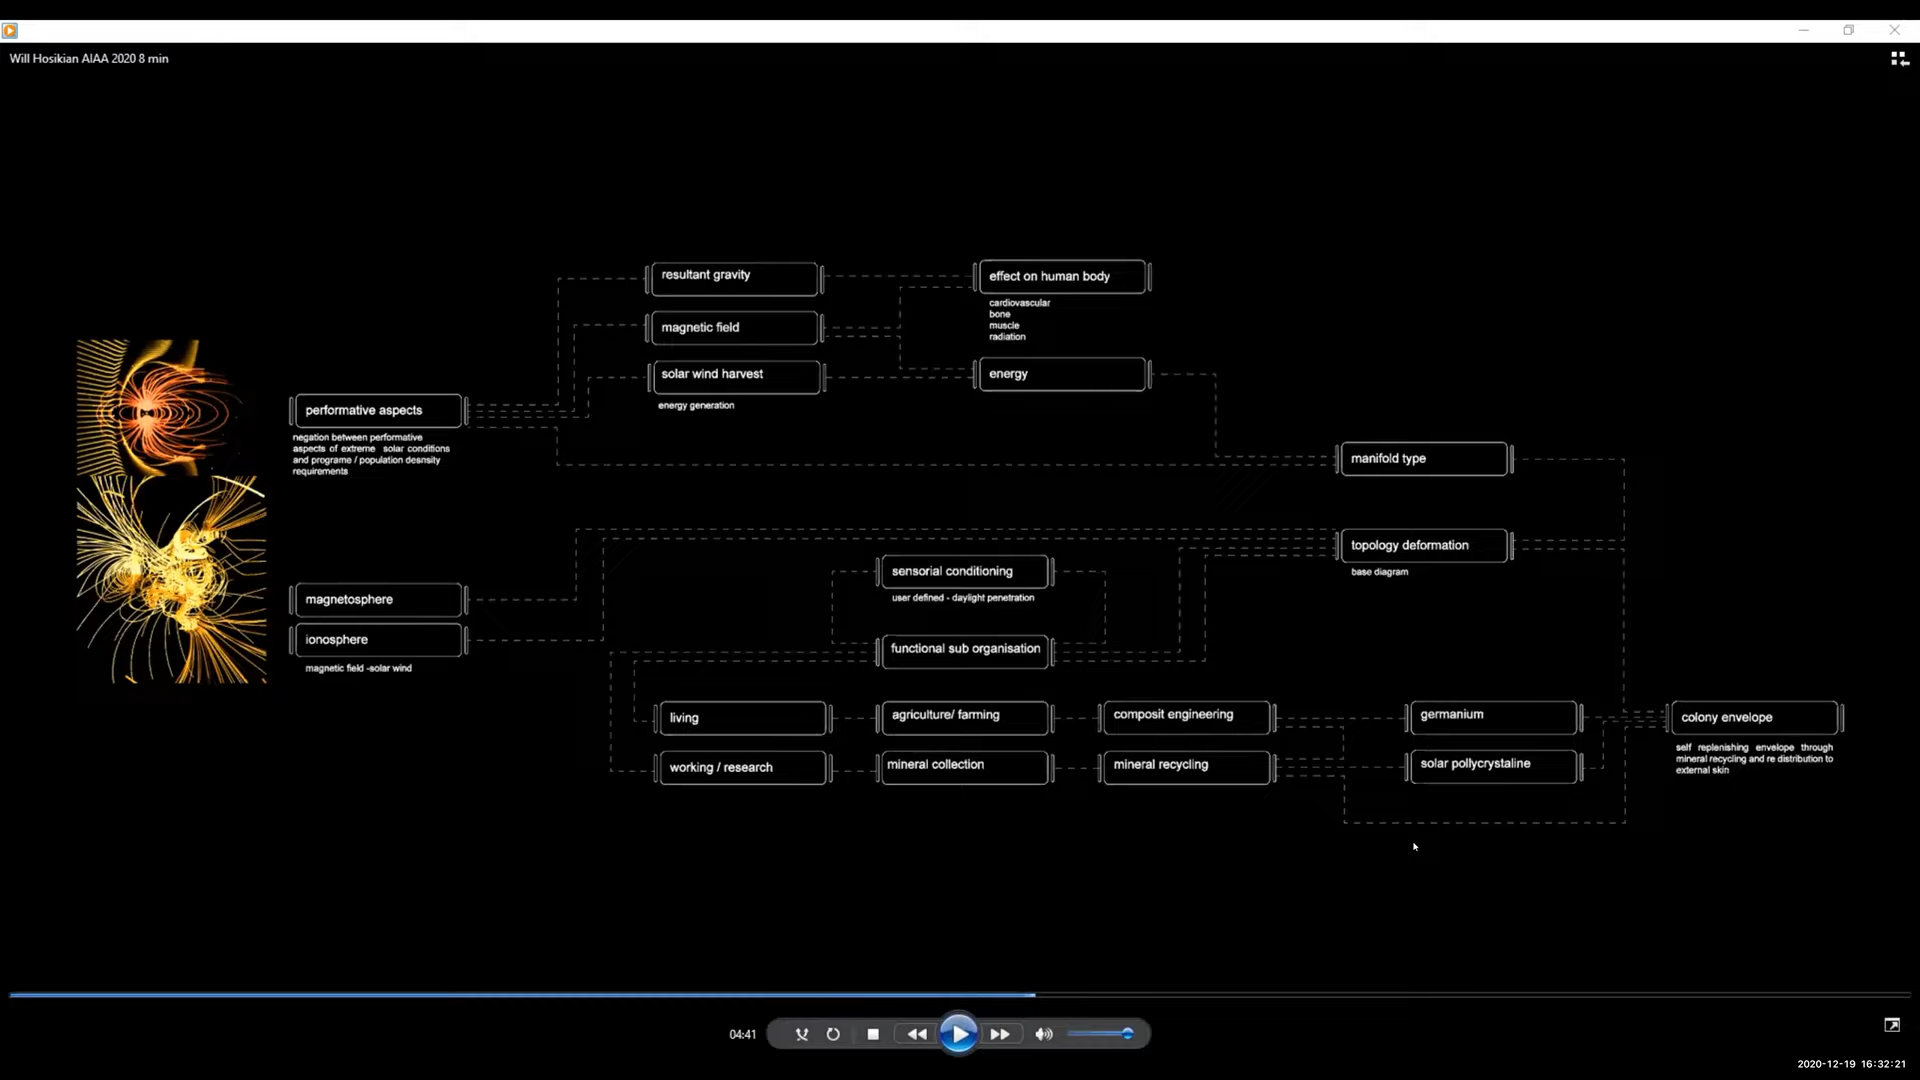 Will Hosikian AIAA 2020 8 min
resultant gravity
effect on human body
cardiovascular
bone
muscle
radiation
magnetic field
solar wind harvest
energy generation
energy
performative aspects
negation between performative
aspects of extreme solar conditions
and programe / population desnsity
requirements
manifold type
topology deformation
base diagram
sensorial conditioning
user defined - daylight penetration
magnetosphere
ionosphere
magnetic field -solar wind
functional sub organisation
living
agriculture/ farming
composit engineering
germanium
colony envelope
self replenishing envelope through
mineral recycling and re distribution to
external skin
working / research
mineral collection
mineral recycling
solar pollycrystaline
04:41
2020-12-19 16:32:21